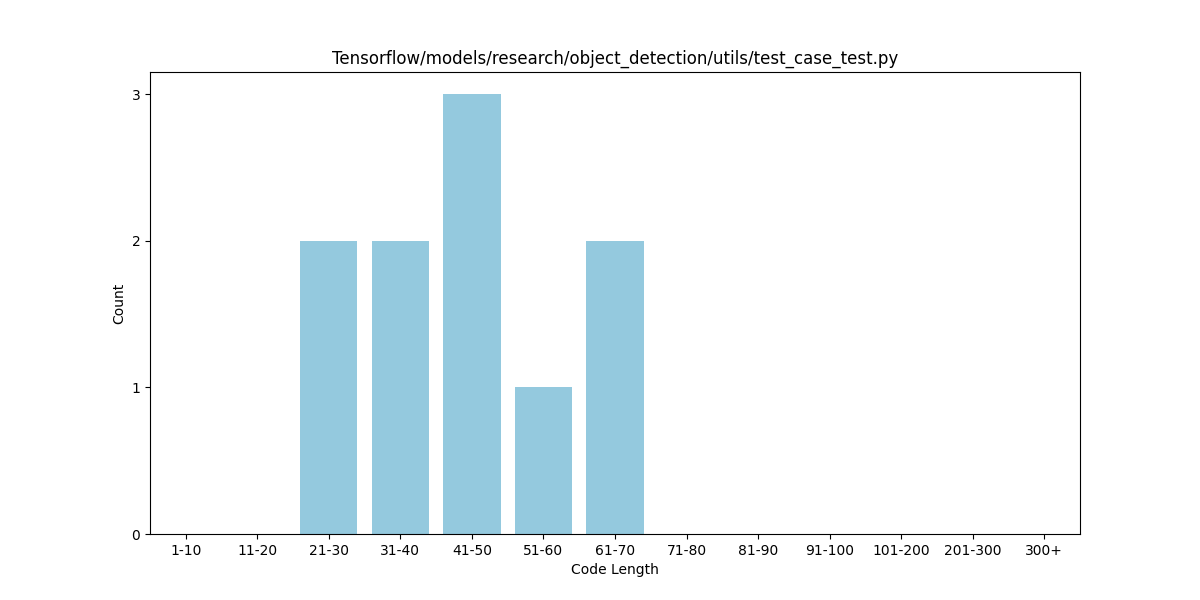 Tensorflow/models/research/object_detection/utils/test_case_test.py
3
2
1
0
Count
1-10 11-20 21-30 31-40 41-50 51-60 61-70 71-80 81-90 91-100 101-200 201-300 300+
Code Length